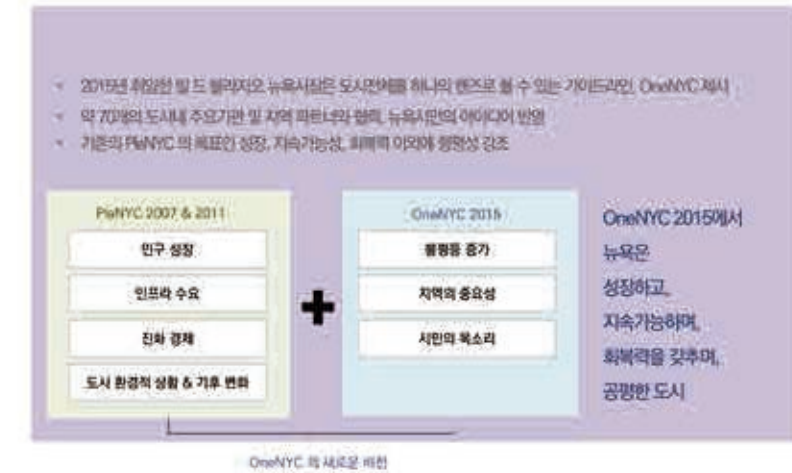 2015년 취임한 빌 드 블라지오 뉴욕시장은 도시전체를 하나의 렌즈로 볼 수 있는 가이드라인, OneNYC 제시
약 70개의 도시내 주요기관 및 지역 파트너와 협력, 뉴욕시민의 아이디어 반영
기존의 PlaNYC 의 목표인 성장, 지속가능성, 회복력 이외에 형평성 강조
PlaNYC 2007 & 2011
인구 성장
인프라 수요
진화 경제
도시 환경적 상황 & 기후 변화
+
OneNYC 2015
불평등 증가
지역의 중요성
시민의 목소리
OneNYC 2015에서
뉴욕은
성장하고,
지속가능하며,
회복력을 갖추며,
공평한 도시
OneNYC 의 새로운 비전